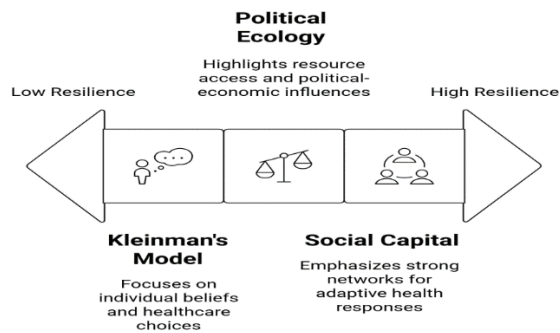 Political
Ecology
Highlights resource
access and political-
economic influences
Low Resilience
High Resilience
Kleinman's
Model
Focuses on
individual beliefs
and healthcare
choices
Social Capital
Emphasizes strong
networks for
adaptive health
responses